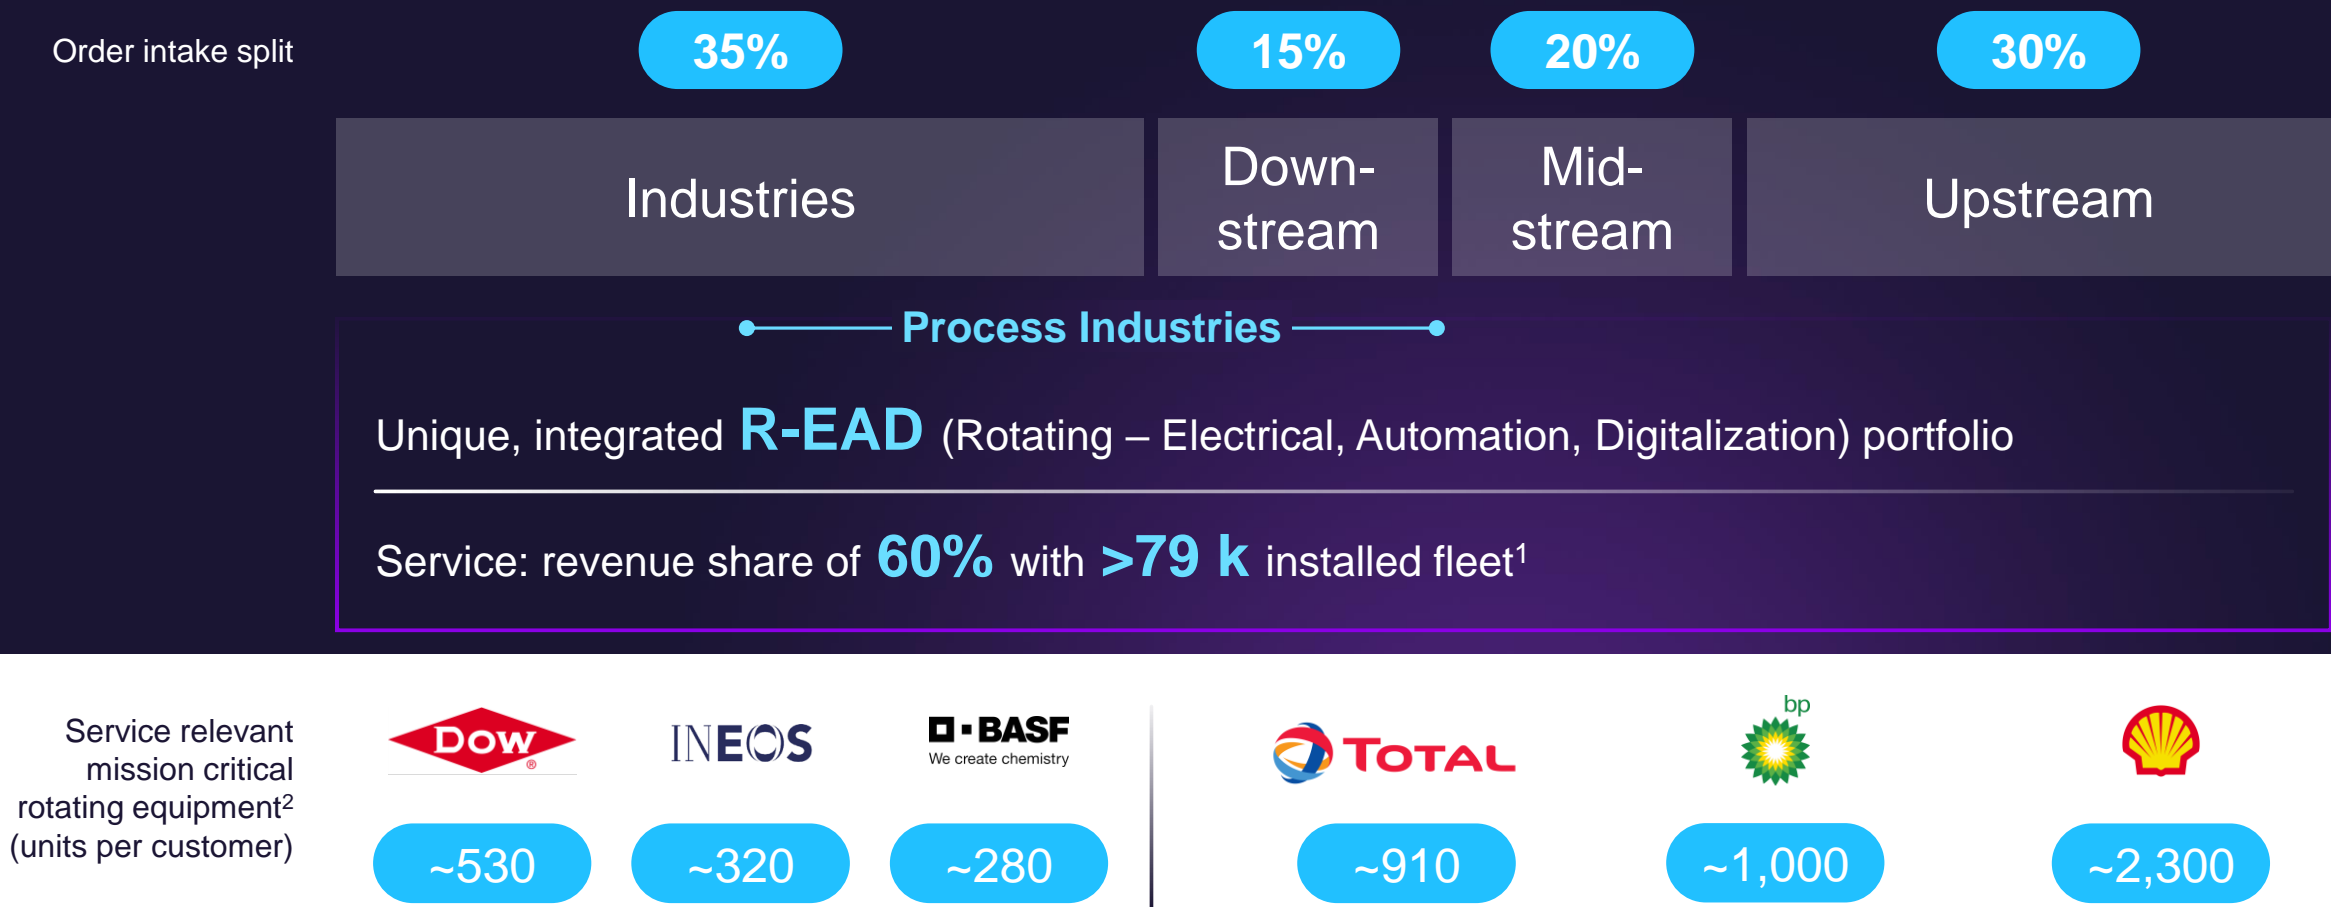 Order intake split
35%
15%
20%
30%
Industries
Down-
stream
Mid-
stream
Upstream
Process Industries
Unique, integrated R-EAD (Rotating – Electrical, Automation, Digitalization) portfolio
Service: revenue share of 60% with >79 k installed fleet¹
Service relevant
mission critical
rotating equipment²
(units per customer)
DOW®
INEOS
BASF
We create chemistry
TOTAL
bp
~530
~320
~280
~910
~1,000
~2,300